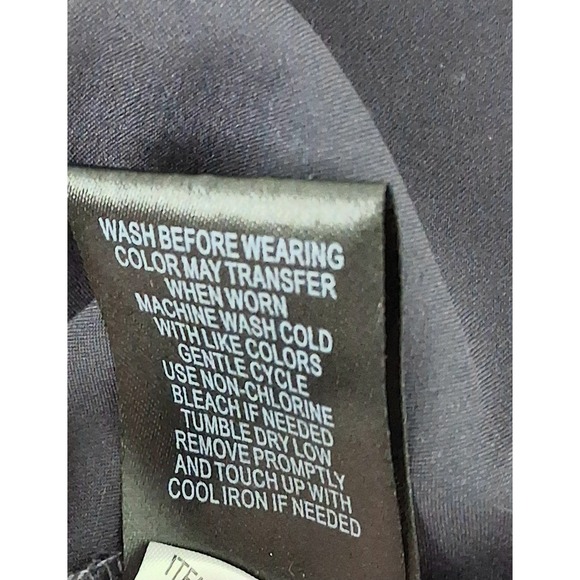 WASH BEFORE WEARING
COLOR MAY TRANSFER
WHEN WORN
MACHINE WASH COLD
WITH LIKE COLORS
GENTLE CYCLE
USE NON-CHLORINE
BLEACH IF NEEDED
TUMBLE DRY LOW
REMOVE PROMPTLY
AND TOUCH UP WITH
COOL IRON IF NEEDED